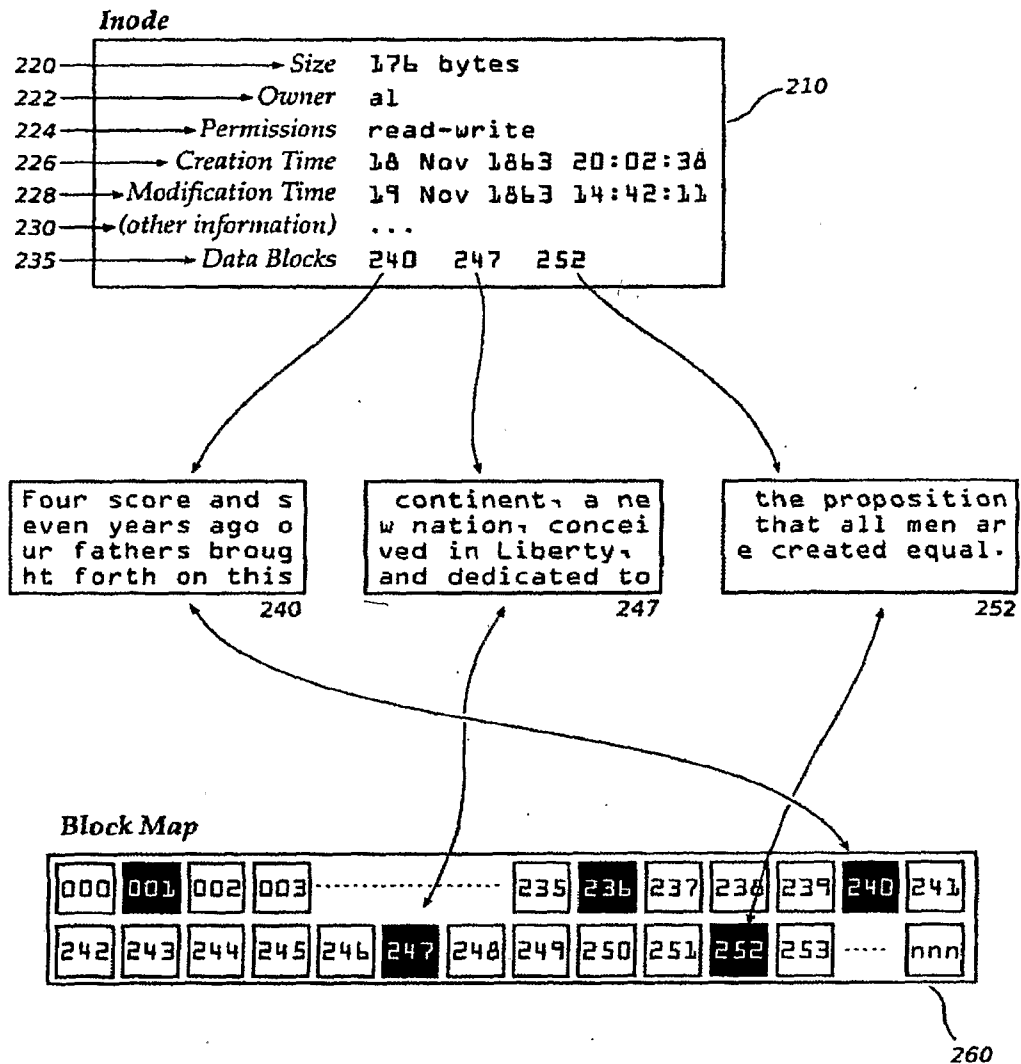 Inode
220 Size 176 bytes
222 Owner al
210
224 Permissions read-write
226 Creation Time 18 Nov 1863 20:02:38
228 Modification Time 19 Nov 1863 14:42:11
230 (other information) ...
235 Data Blocks 240 247 252
Four score and s
even years ago o
ur fathers broug
ht forth on this
240
continent, a ne
w nation, concei
ved in Liberty,
and dedicated to
247
the proposition
that all men ar
e created equal.
252
Block Map
000 001 002 003 235 236 237 238 239 240 241
242 243 244 245 246 247 248 249 250 251 252 253 nnn
260